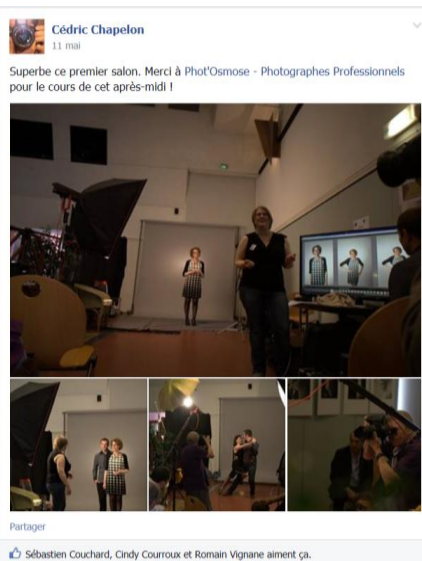 Cédric Chapelon
11 mai
Superbe ce premier salon. Merci à Phot'Osmose - Photographes Professionnels
pour le cours de cet après-midi !
Partager
Sébastien Couchard, Cindy Courroux et Romain Vignane aiment ça.